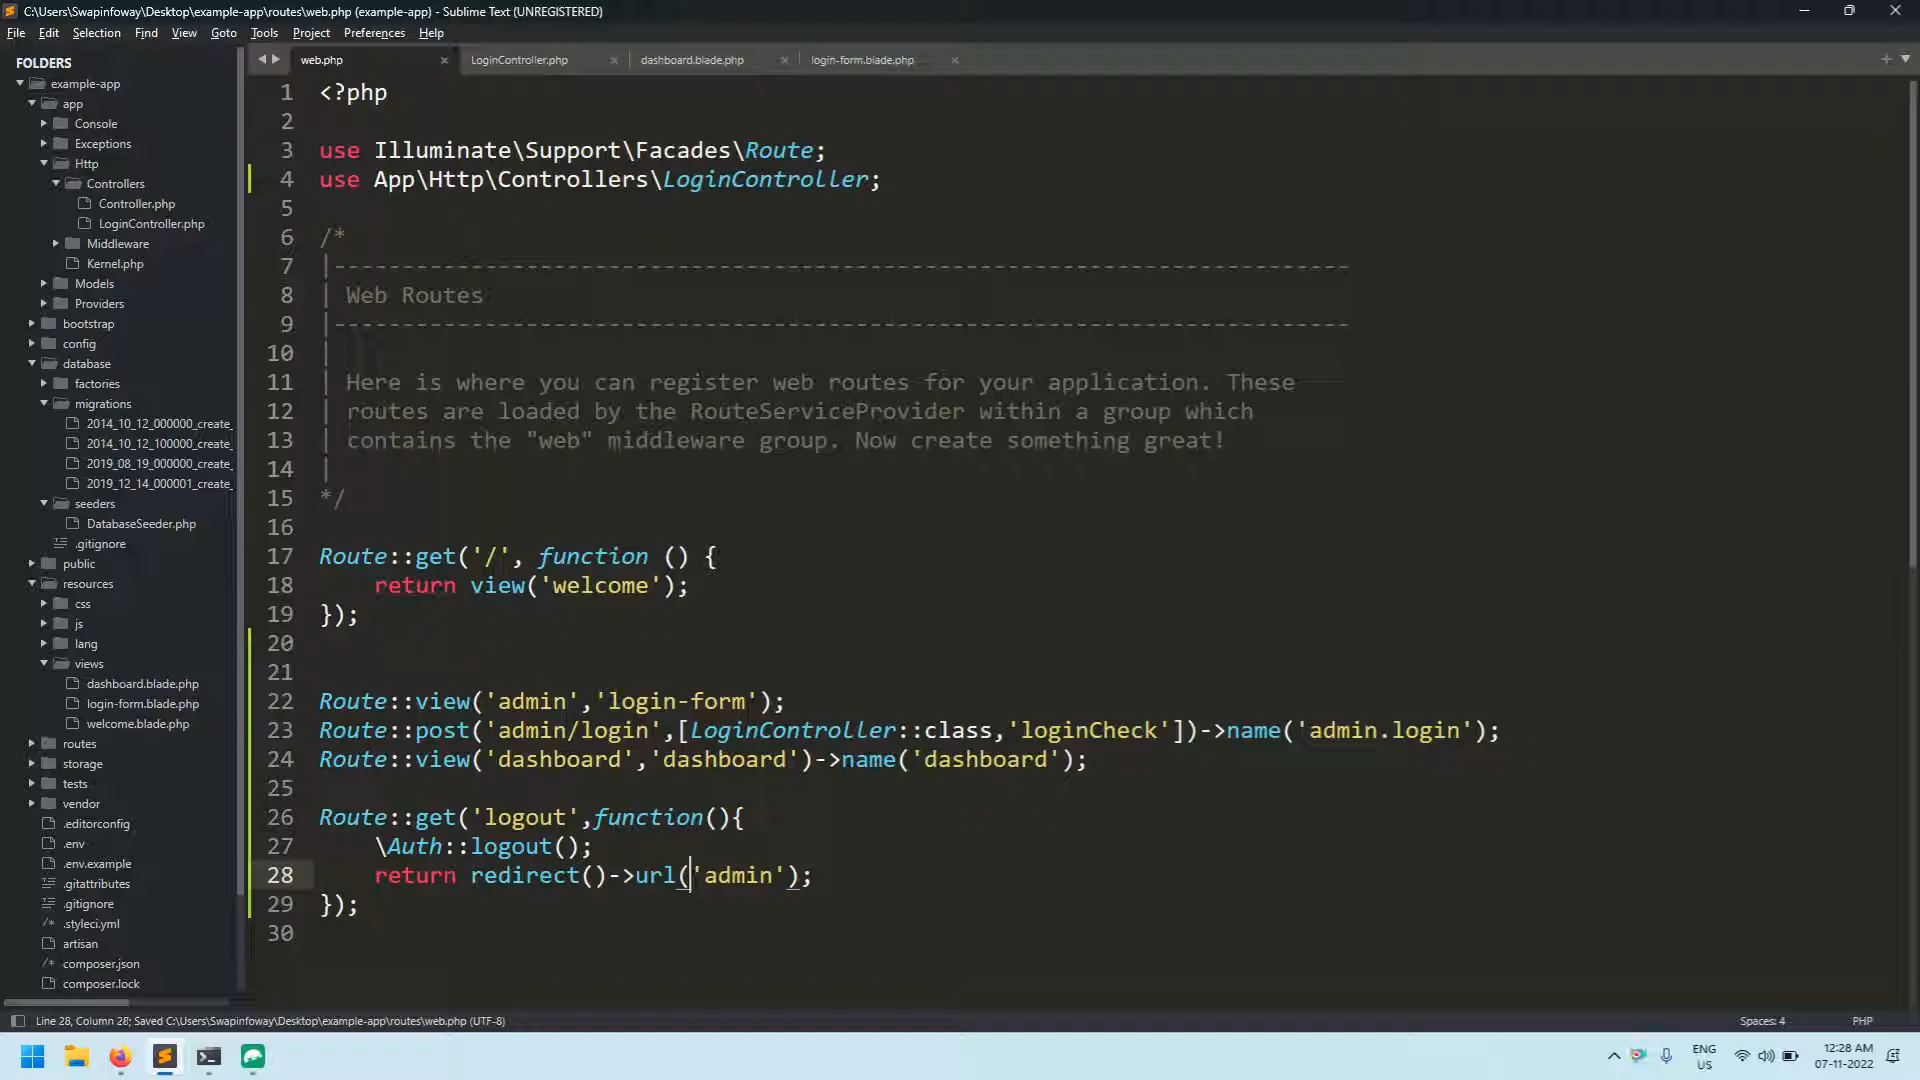 C:\Users\Swapinfoway\Desktop\example-app\routes\web.php (example-app) - Sublime Text (UNREGISTERED)
File Edit Selection Find View Goto Tools Project Preferences Help
FOLDERS
example-app
app
Console
Exceptions
Http
Controllers
Controller.php
LoginController.php
Middleware
Kernel.php
Models
Providers
bootstrap
config
database
factories
migrations
2014_10_12_000000_create_
2014_10_12_100000_create_
2019_08_19_000000_create_
2019_12_14_000001_create_
seeders
DatabaseSeeder.php
.gitignore
public
resources
css
js
lang
views
dashboard.blade.php
login-form.blade.php
welcome.blade.php
routes
storage
tests
vendor
.editorconfig
.env
.env.example
.gitattributes
.gitignore
.styleci.yml
artisan
composer.json
composer.lock
web.php LoginController.php dashboard.blade.php login-form.blade.php
1 <?php
2
3 use Illuminate\Support\Facades\Route;
4 use App\Http\Controllers\LoginController;
5
6 /*
7 |--------------------------------------------------------------------------
8 | Web Routes
9 |--------------------------------------------------------------------------
10 |
11 | Here is where you can register web routes for your application. These
12 | routes are loaded by the RouteServiceProvider within a group which
13 | contains the "web" middleware group. Now create something great!
14 |
15 */
16
17 Route::get('/', function () {
18 return view('welcome');
19 });
20
21
22 Route::view('admin','login-form');
23 Route::post('admin/login',[LoginController::class,'loginCheck'])->name('admin.login');
24 Route::view('dashboard','dashboard')->name('dashboard');
25
26 Route::get('logout',function(){
27 \Auth::logout();
28 return redirect()->url('admin');
29 });
30
Line 28, Column 28; Saved C:\Users\Swapinfoway\Desktop\example-app\routes\web.php (UTF-8) Spaces: 4 PHP
ENG
US
12:28 AM
07-11-2022